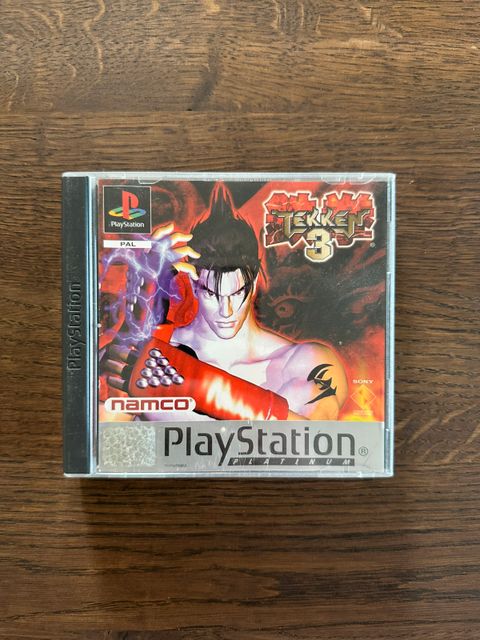 PlayStation
PAL
TEKKEN
3
®
PlayStation
SONY
namco
PlayStation®
PLATINUM